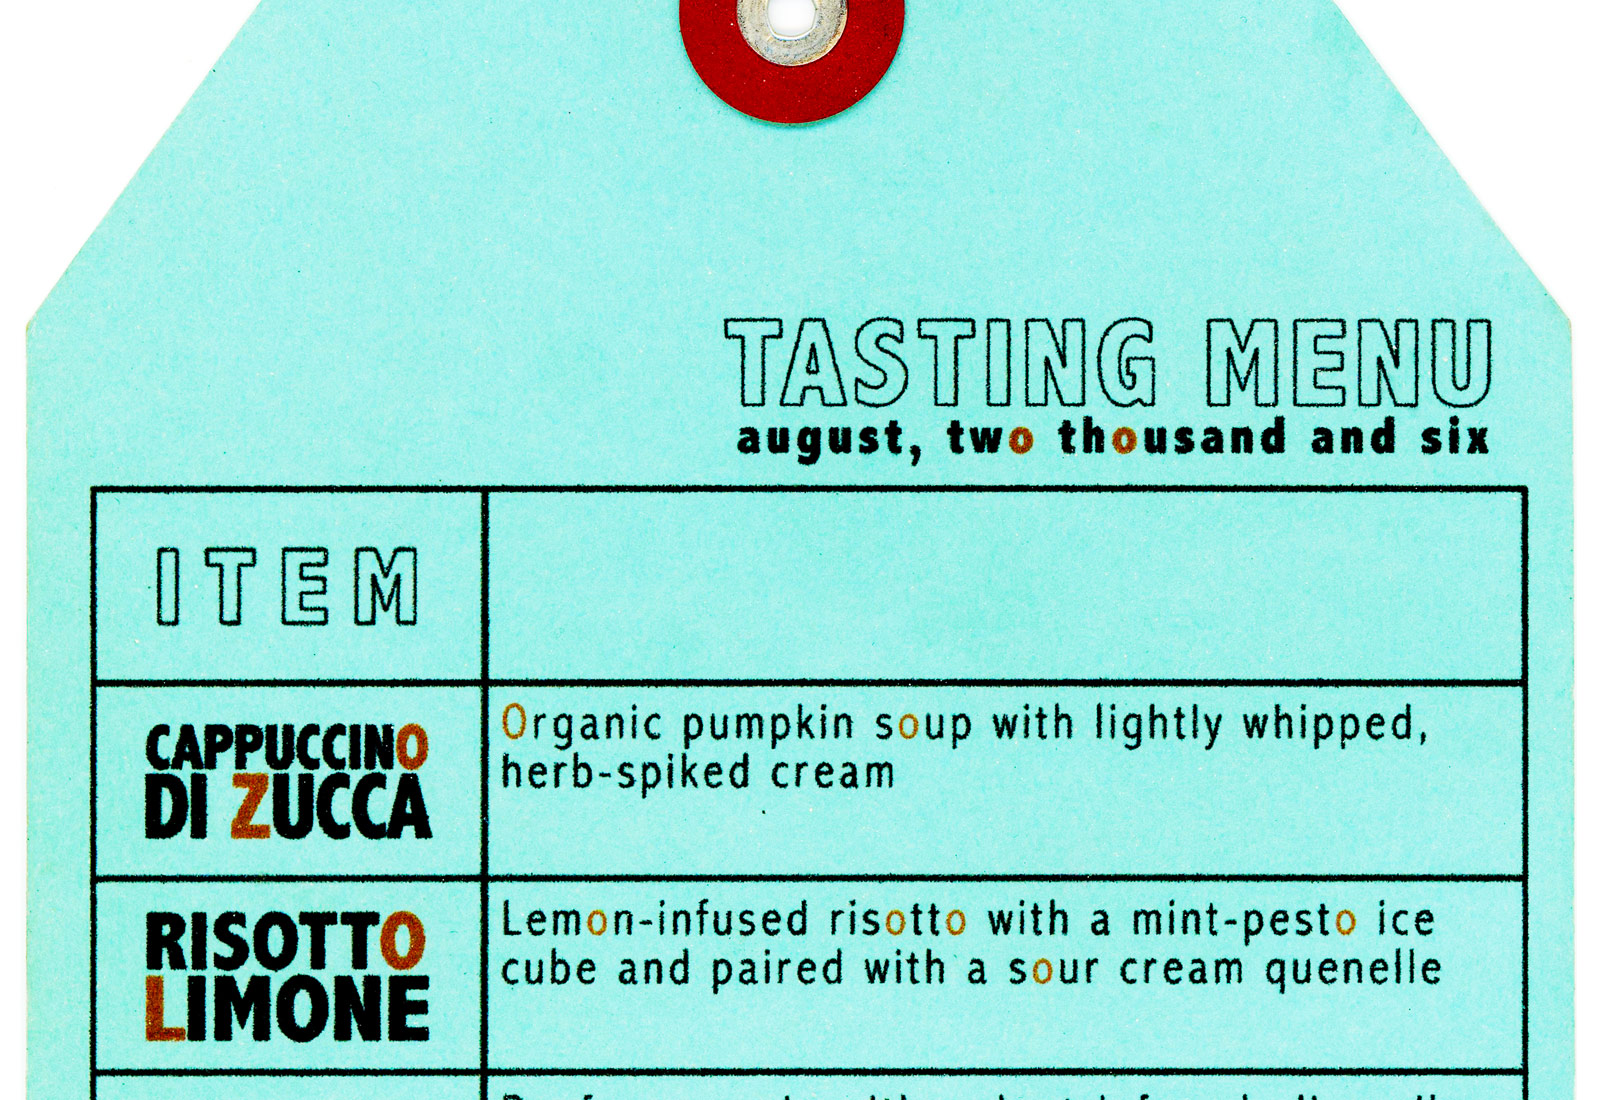 TASTING MENU
august, two thousand and six
ITEM
CAPPUCCINO
DI ZUCCA
Organic pumpkin soup with lightly whipped,
herb-spiked cream
RISOTTO
LIMONE
Lemon-infused risotto with a mint-pesto ice
cube and paired with a sour cream quenelle